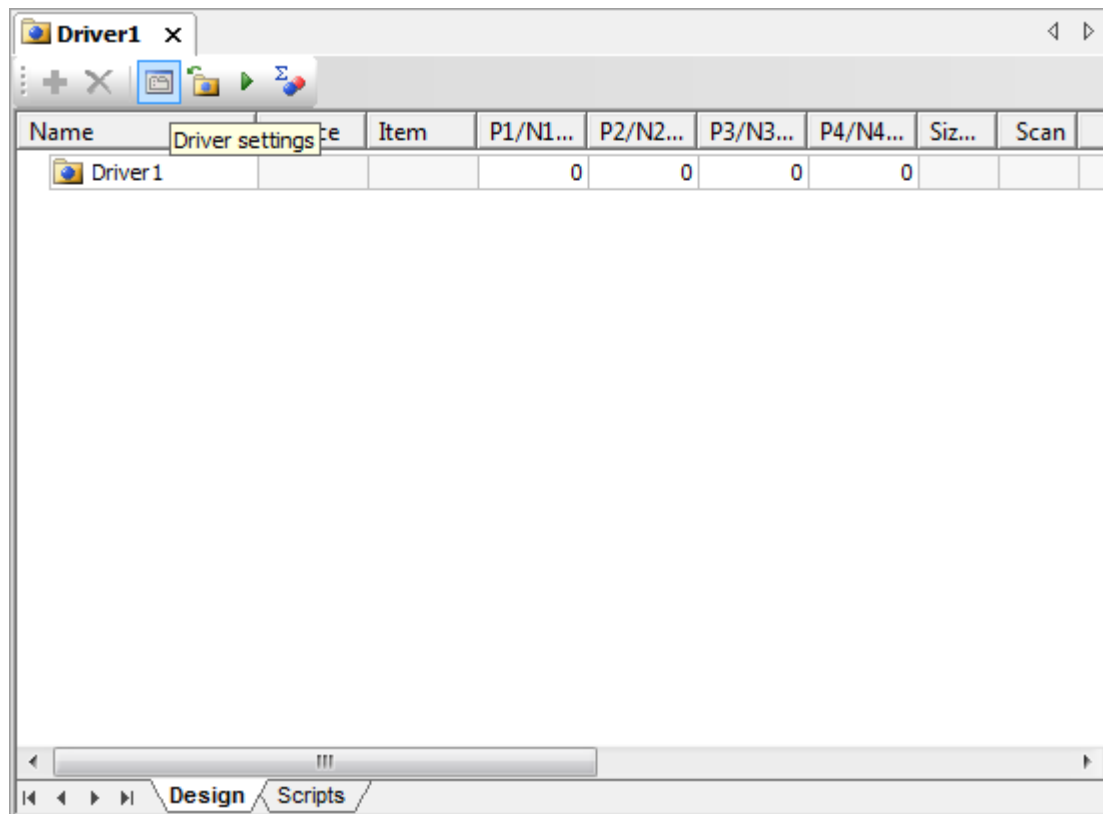 Driver1
Name Item P1/N1... P2/N2... P3/N3... P4/N4... Siz... Scan
Driver settings
Driver1 0 0 0 0
Design Scripts